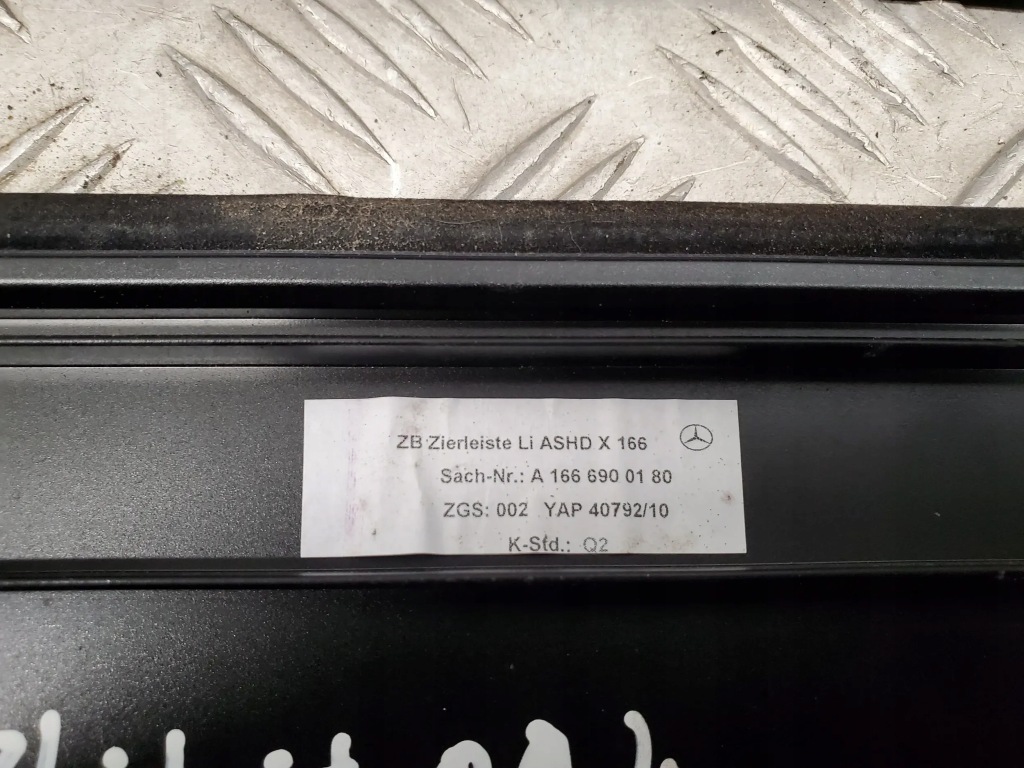 ZB Zierleiste Li ASHD X 166
Sach-Nr.: A 166 690 01 80
ZGS: 002 YAP 40792/10
K-Std.: Q2